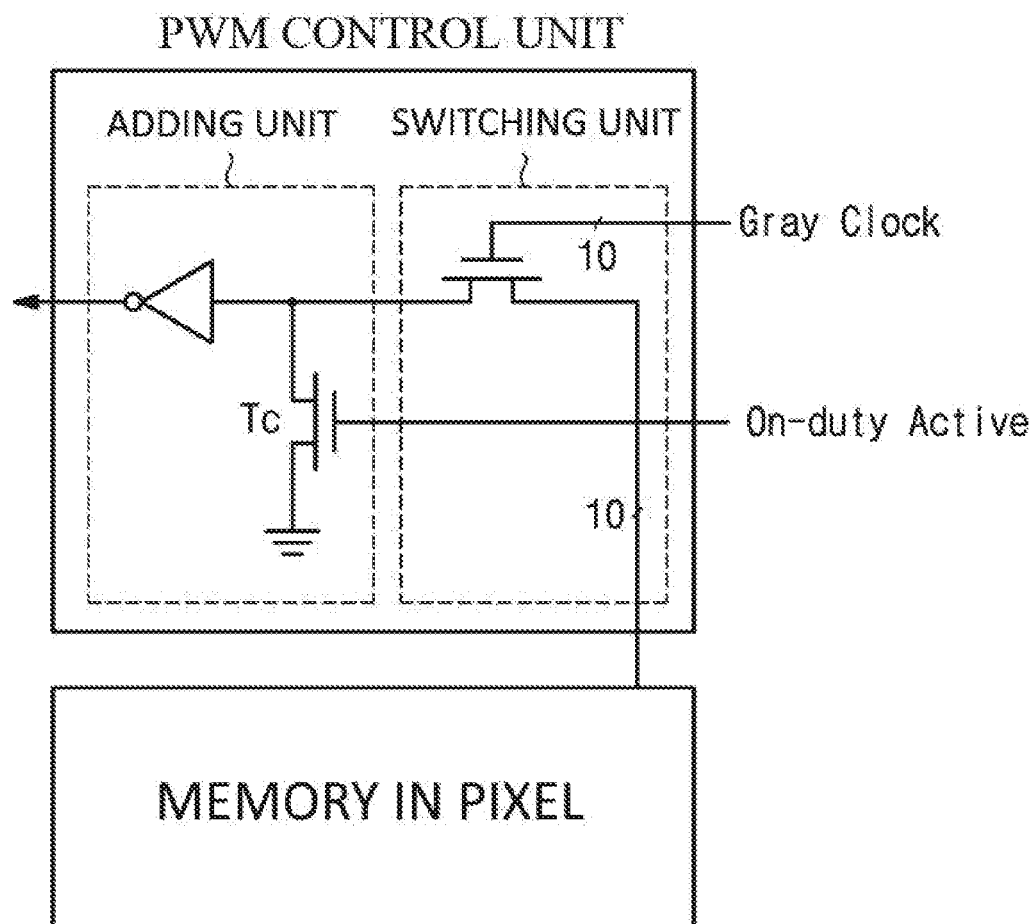 PWM CONTROL UNIT
ADDING UNIT
SWITCHING UNIT
Gray Clock
10
Tc
On-duty Active
10
MEMORY IN PIXEL